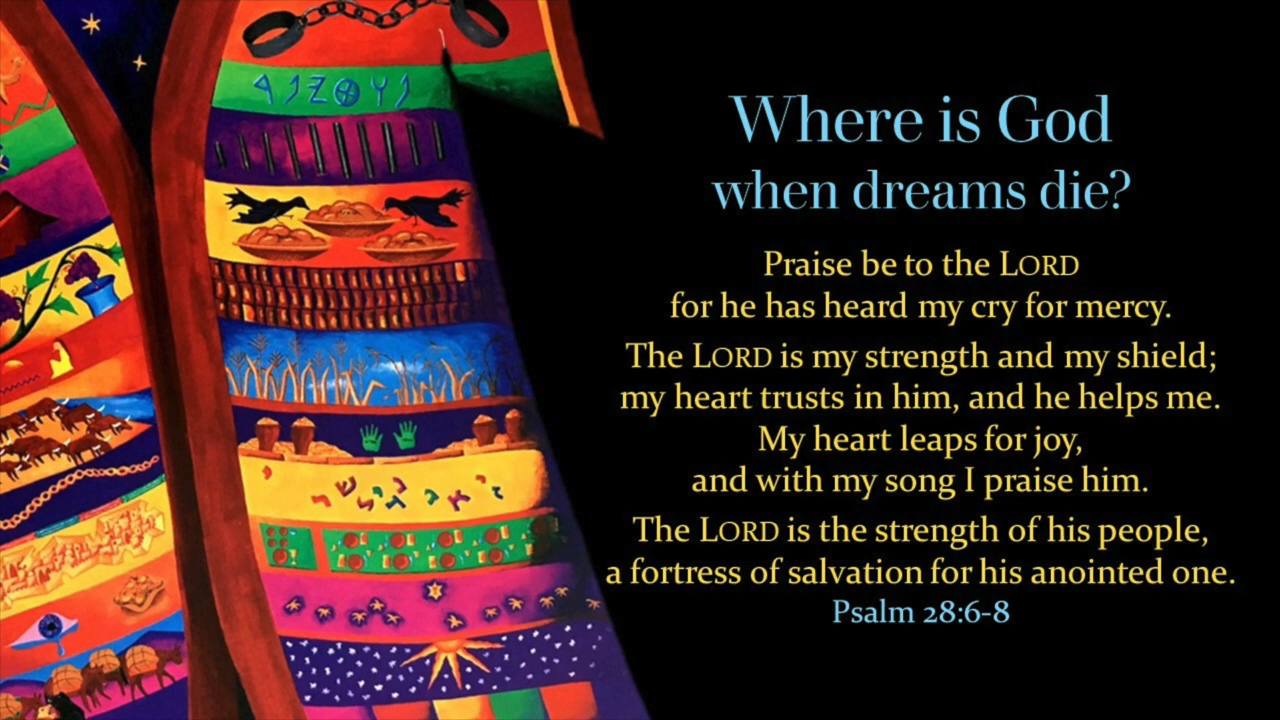 Where is God
when dreams die?
Praise be to the LORD
for he has heard my cry for mercy.
The LORD is my strength and my shield;
my heart trusts in him, and he helps me.
My heart leaps for joy,
and with my song I praise him.
The LORD is the strength of his people,
a fortress of salvation for his anointed one.
Psalm 28:6-8